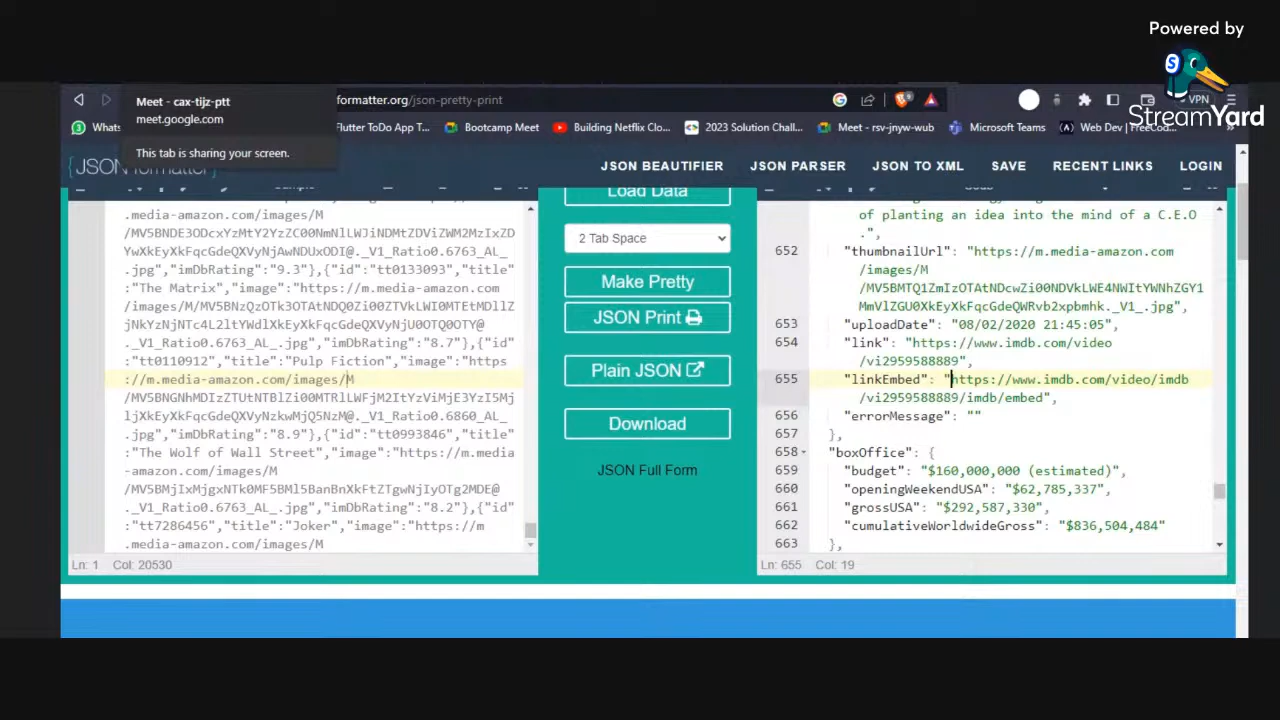 Powered by
StreamYard
Meet - cax-tijz-ptt
meet.google.com
This tab is sharing your screen.
formatter.org/json-pretty-print
VPN
Whats
Flutter ToDo App T...
Bootcamp Meet
Building Netflix Clo...
2023 Solution Chall...
Meet - rsv-jnyw-wub
Microsoft Teams
Web Dev | FreeCod...
{JSON formatter}
JSON BEAUTIFIER
JSON PARSER
JSON TO XML
SAVE
RECENT LINKS
LOGIN
.media-amazon.com/images/M
/MV5BNDE3ODcxYzMtY2YzZC00NmNlLWJiNDMtZDViZWM2MzIxZD
YwXkEyXkFqcGdeQXVyNjAwNDUxODI@._V1_Ratio0.6763_AL_
.jpg","imDbRating":"9.3"},{"id":"tt0133093","title"
:"The Matrix","image":"https://m.media-amazon.com
/images/M/MV5BNzQzOTk3OTAtNDQ0Zi00ZTVkLWI0MTEtMDllZ
jNkYzNjNTc4L2ltYWdlXkEyXkFqcGdeQXVyNjU0OTQ0OTY@
._V1_Ratio0.6763_AL_.jpg","imDbRating":"8.7"},{"id"
:"tt0110912","title":"Pulp Fiction","image":"https
://m.media-amazon.com/images/M
/MV5BNGNhMDIzZTUtNTBlZi00MTRlLWFjM2ItYzViMjE3YzI5Mj
ljXkEyXkFqcGdeQXVyNzkwMjQ5NzM@._V1_Ratio0.6860_AL_
.jpg","imDbRating":"8.9"},{"id":"tt0993846","title"
:"The Wolf of Wall Street","image":"https://m.media
-amazon.com/images/M
/MV5BMjIxMjgxNTk0MF5BMl5BanBnXkFtZTgwNjIyOTg2MDE@
._V1_Ratio0.6763_AL_.jpg","imDbRating":"8.2"},{"id"
:"tt7286456","title":"Joker","image":"https://m
.media-amazon.com/images/M
Ln: 1 Col: 20530
Load Data
2 Tab Space
Make Pretty
JSON Print
Plain JSON
Download
JSON Full Form
of planting an idea into the mind of a C.E.O
.",
652 "thumbnailUrl": "https://m.media-amazon.com
/images/M
/MV5BMTQ1ZmIzOTAtNDcwZi00NDVkLWE4NWItYWNhZGY1
MmVlZGU0XkEyXkFqcGdeQWRvb2xpbmhk._V1_.jpg",
653 "uploadDate": "08/02/2020 21:45:05",
654 "link": "https://www.imdb.com/video
/vi2959588889",
655 "linkEmbed": "https://www.imdb.com/video/imdb
/vi2959588889/imdb/embed",
656 "errorMessage": ""
657 },
658 "boxOffice": {
659 "budget": "$160,000,000 (estimated)",
660 "openingWeekendUSA": "$62,785,337",
661 "grossUSA": "$292,587,330",
662 "cumulativeWorldwideGross": "$836,504,484"
663 },
Ln: 655 Col: 19